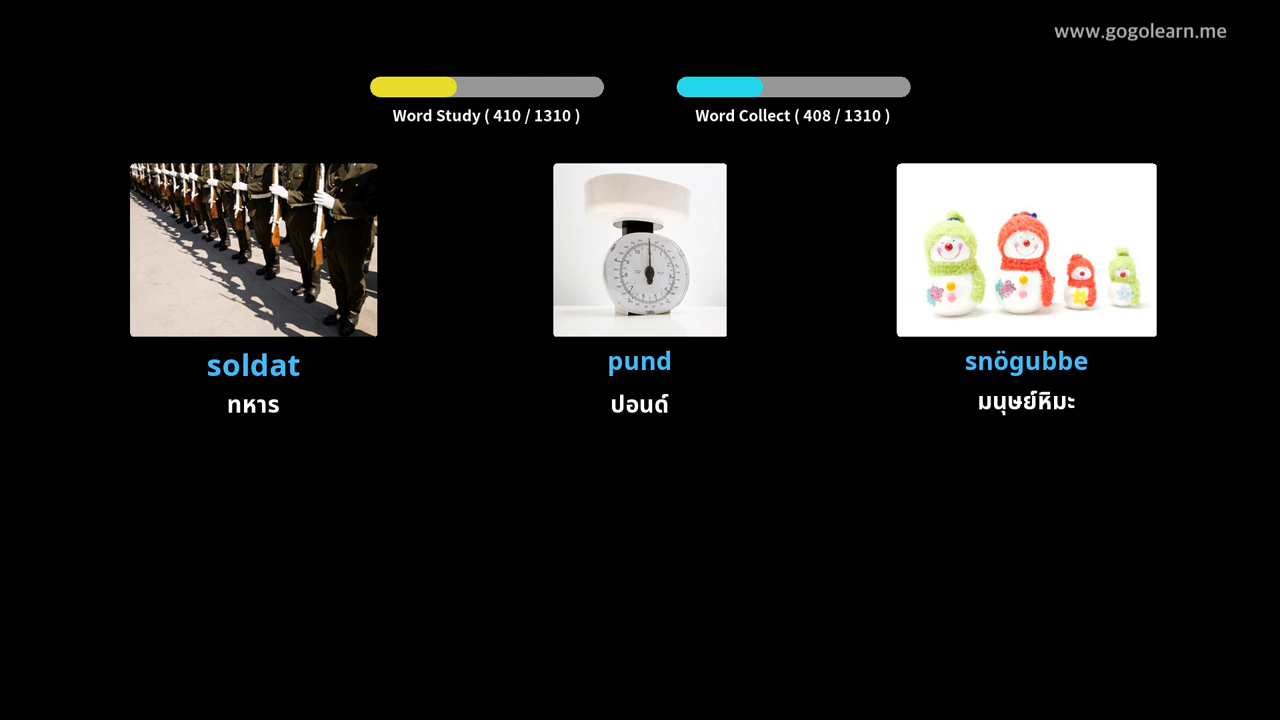 www.gogolearn.me
Word Study ( 410 / 1310 )
Word Collect ( 408 / 1310 )
soldat
ทหาร
pund
ปอนด์
snögubbe
มนุษย์หิมะ